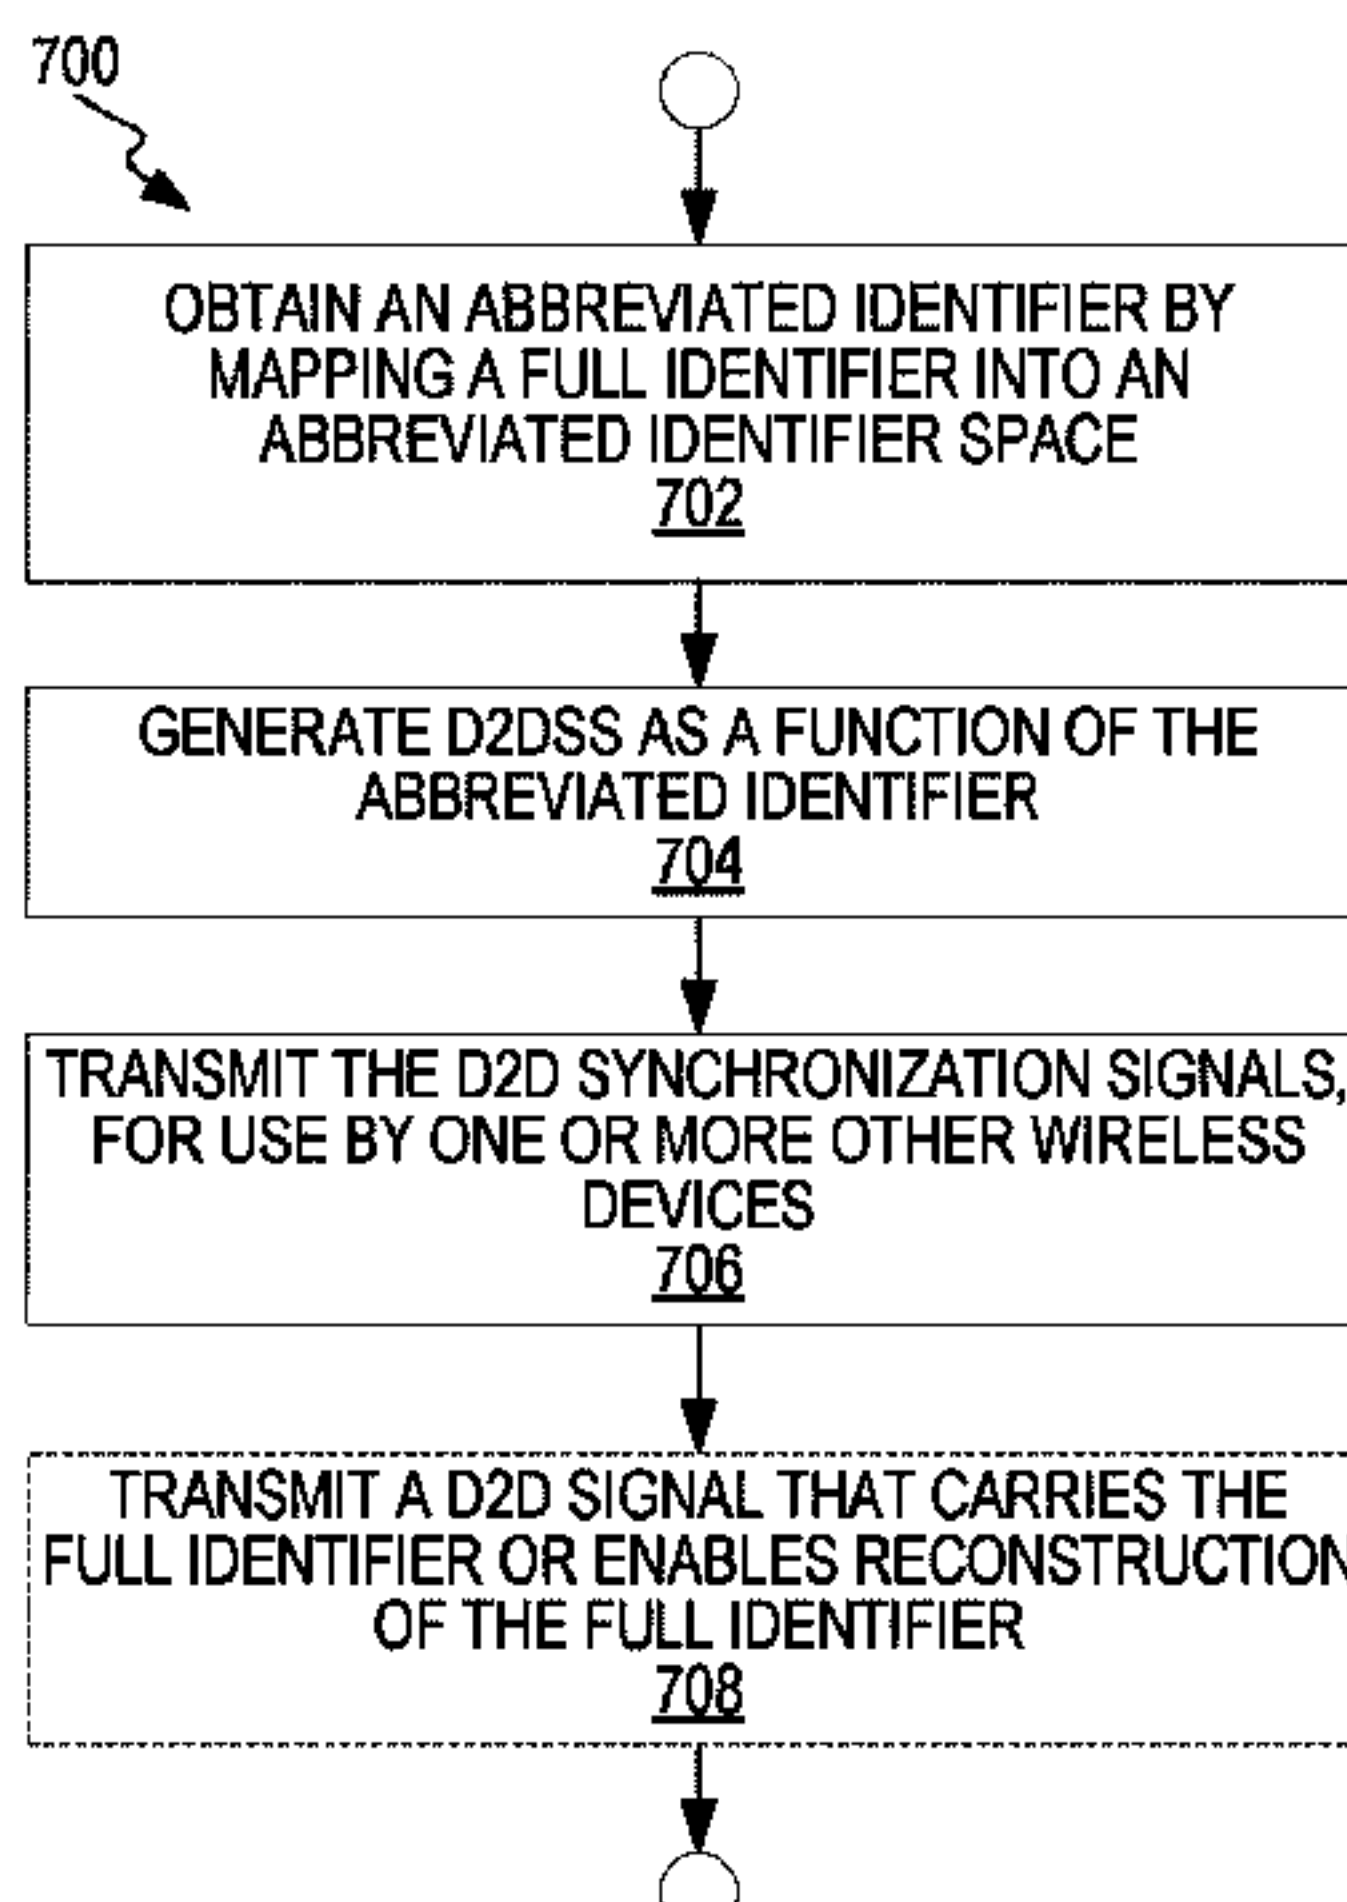 700
OBTAIN AN ABBREVIATED IDENTIFIER BY
MAPPING A FULL IDENTIFIER INTO AN
ABBREVIATED IDENTIFIER SPACE
702
GENERATE D2DSS AS A FUNCTION OF THE
ABBREVIATED IDENTIFIER
704
TRANSMIT THE D2D SYNCHRONIZATION SIGNALS,
FOR USE BY ONE OR MORE OTHER WIRELESS
DEVICES
706
TRANSMIT A D2D SIGNAL THAT CARRIES THE
FULL IDENTIFIER OR ENABLES RECONSTRUCTION
OF THE FULL IDENTIFIER
708